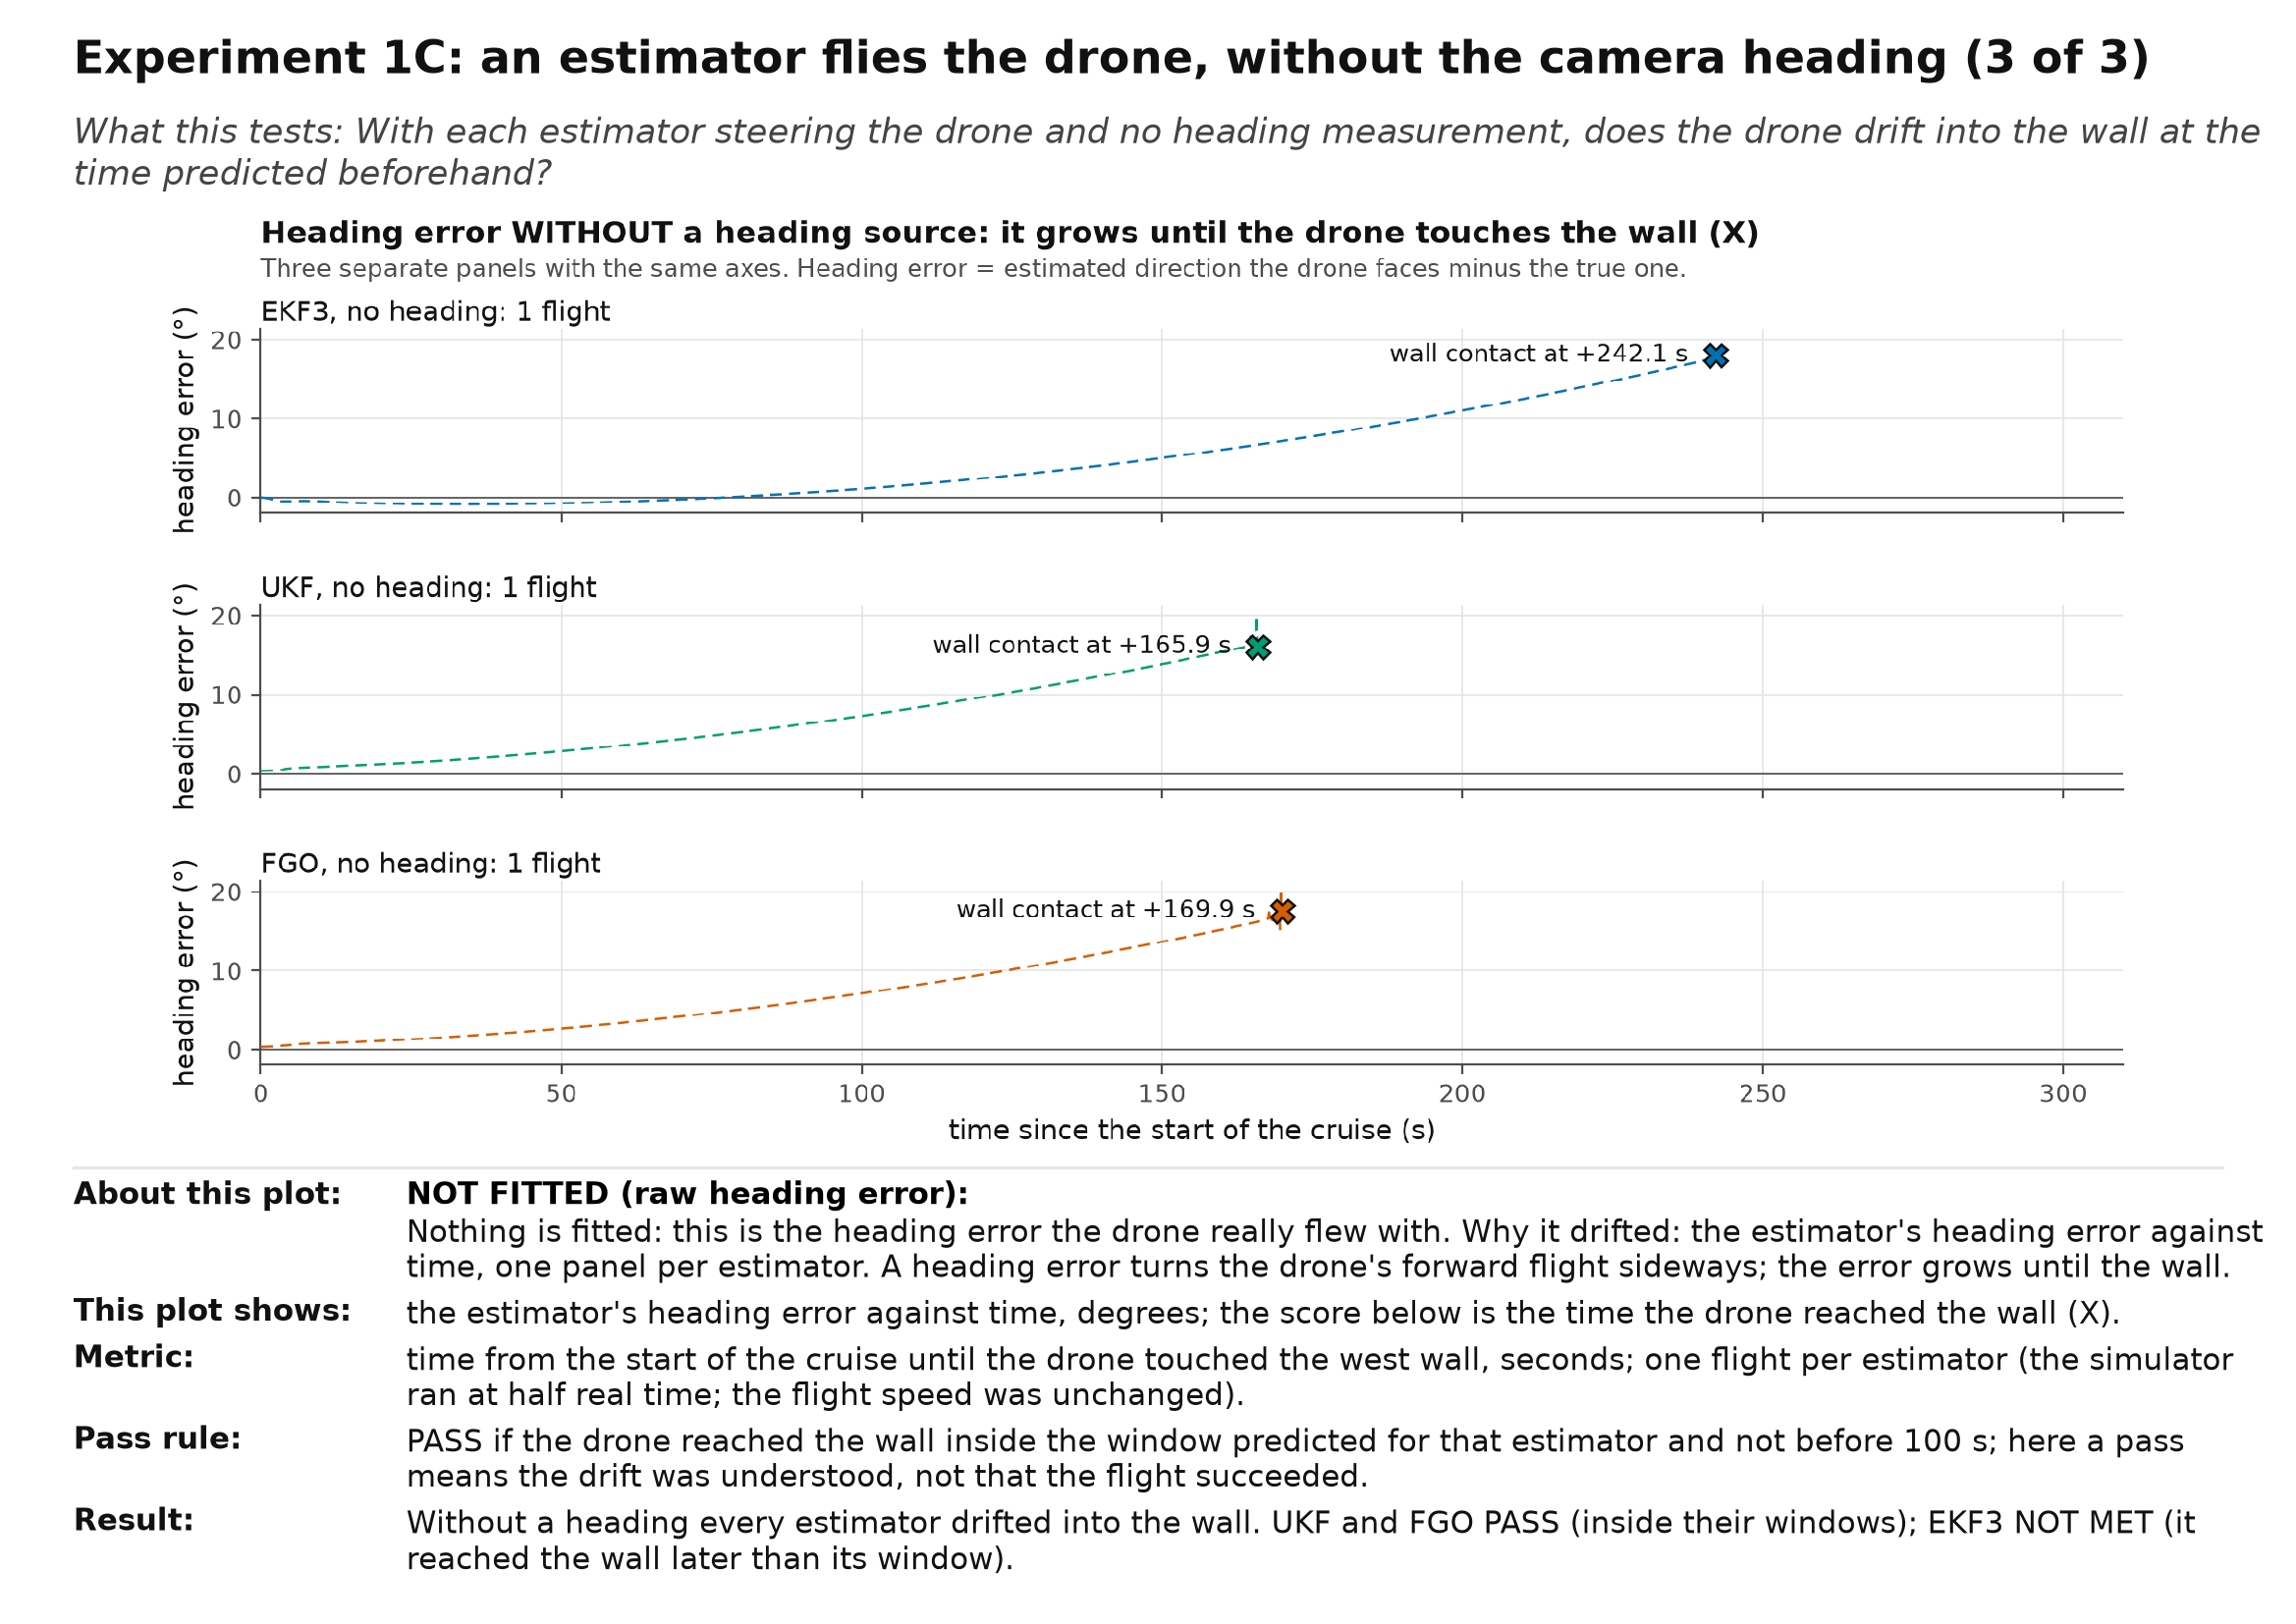 Experiment 1C: an estimator flies the drone, without the camera heading (3 of 3)
What this tests: With each estimator steering the drone and no heading measurement, does the drone drift into the wall at the
time predicted beforehand?
Heading error WITHOUT a heading source: it grows until the drone touches the wall (X)
Three separate panels with the same axes. Heading error = estimated direction the drone faces minus the true one.
EKF3, no heading: 1 flight
heading error (°)
20
10
0
wall contact at +242.1 s
UKF, no heading: 1 flight
heading error (°)
20
10
0
wall contact at +165.9 s
FGO, no heading: 1 flight
heading error (°)
20
10
0
wall contact at +169.9 s
0 50 100 150 200 250 300
time since the start of the cruise (s)
About this plot: NOT FITTED (raw heading error):
Nothing is fitted: this is the heading error the drone really flew with. Why it drifted: the estimator's heading error against
time, one panel per estimator. A heading error turns the drone's forward flight sideways; the error grows until the wall.
This plot shows: the estimator's heading error against time, degrees; the score below is the time the drone reached the wall (X).
Metric: time from the start of the cruise until the drone touched the west wall, seconds; one flight per estimator (the simulator
ran at half real time; the flight speed was unchanged).
Pass rule: PASS if the drone reached the wall inside the window predicted for that estimator and not before 100 s; here a pass
means the drift was understood, not that the flight succeeded.
Result: Without a heading every estimator drifted into the wall. UKF and FGO PASS (inside their windows); EKF3 NOT MET (it
reached the wall later than its window).